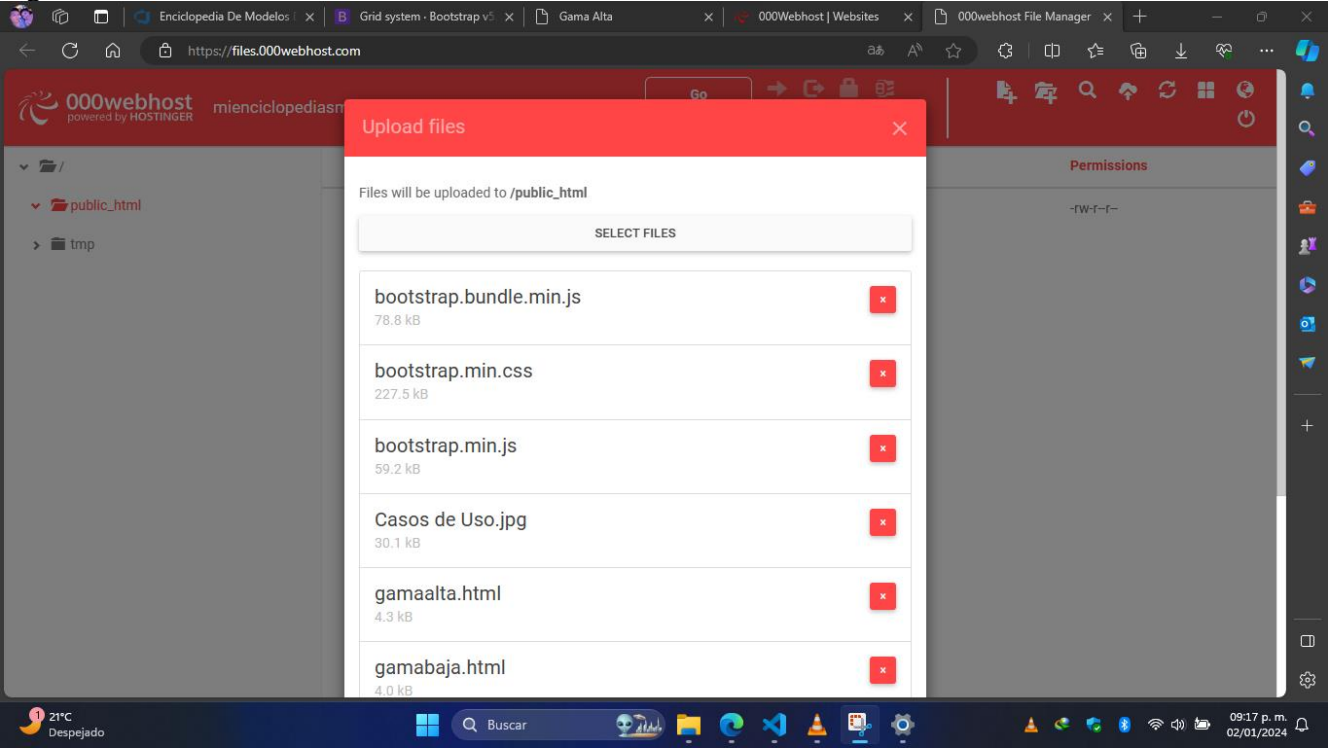 Enciclopedia De Modelos
Grid system · Bootstrap v5
Gama Alta
000Webhost | Websites
000webhost File Manager
https://files.000webhost.com
000webhost
powered by HOSTINGER
mienciclopediasm
Go
Upload files
/
public_html
tmp
Files will be uploaded to /public_html
SELECT FILES
Permissions
-rw-r--r--
bootstrap.bundle.min.js
78.8 kB
bootstrap.min.css
227.5 kB
bootstrap.min.js
59.2 kB
Casos de Uso.jpg
30.1 kB
gamaalta.html
4.3 kB
gamabaja.html
4.0 kB
1
21°C
Despejado
Buscar
09:17 p. m.
02/01/2024